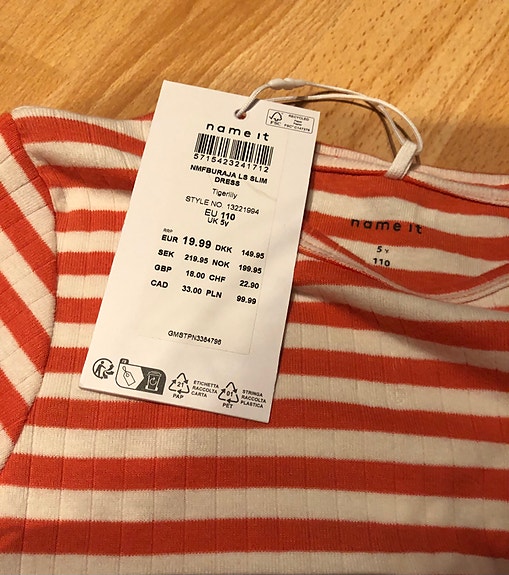 name it
FSC
RECYCLED
5715423241712
NMFBURAJA LS SLIM
DRESS
Tigerlily
STYLE NO. 13221994
EU 110
UK 5y
RRP
EUR 19.99 DKK 149.95
SEK 219.95 NOK 199.95
GBP 18.00 CHF 22.90
CAD 33.00 PLN 99.99
GMSTPN3384796
21
PAP
ETICHETTA
RACCOLTA
CARTA
01
PET
STRINGA
RACCOLTA
PLASTICA
name it
5 Y
110